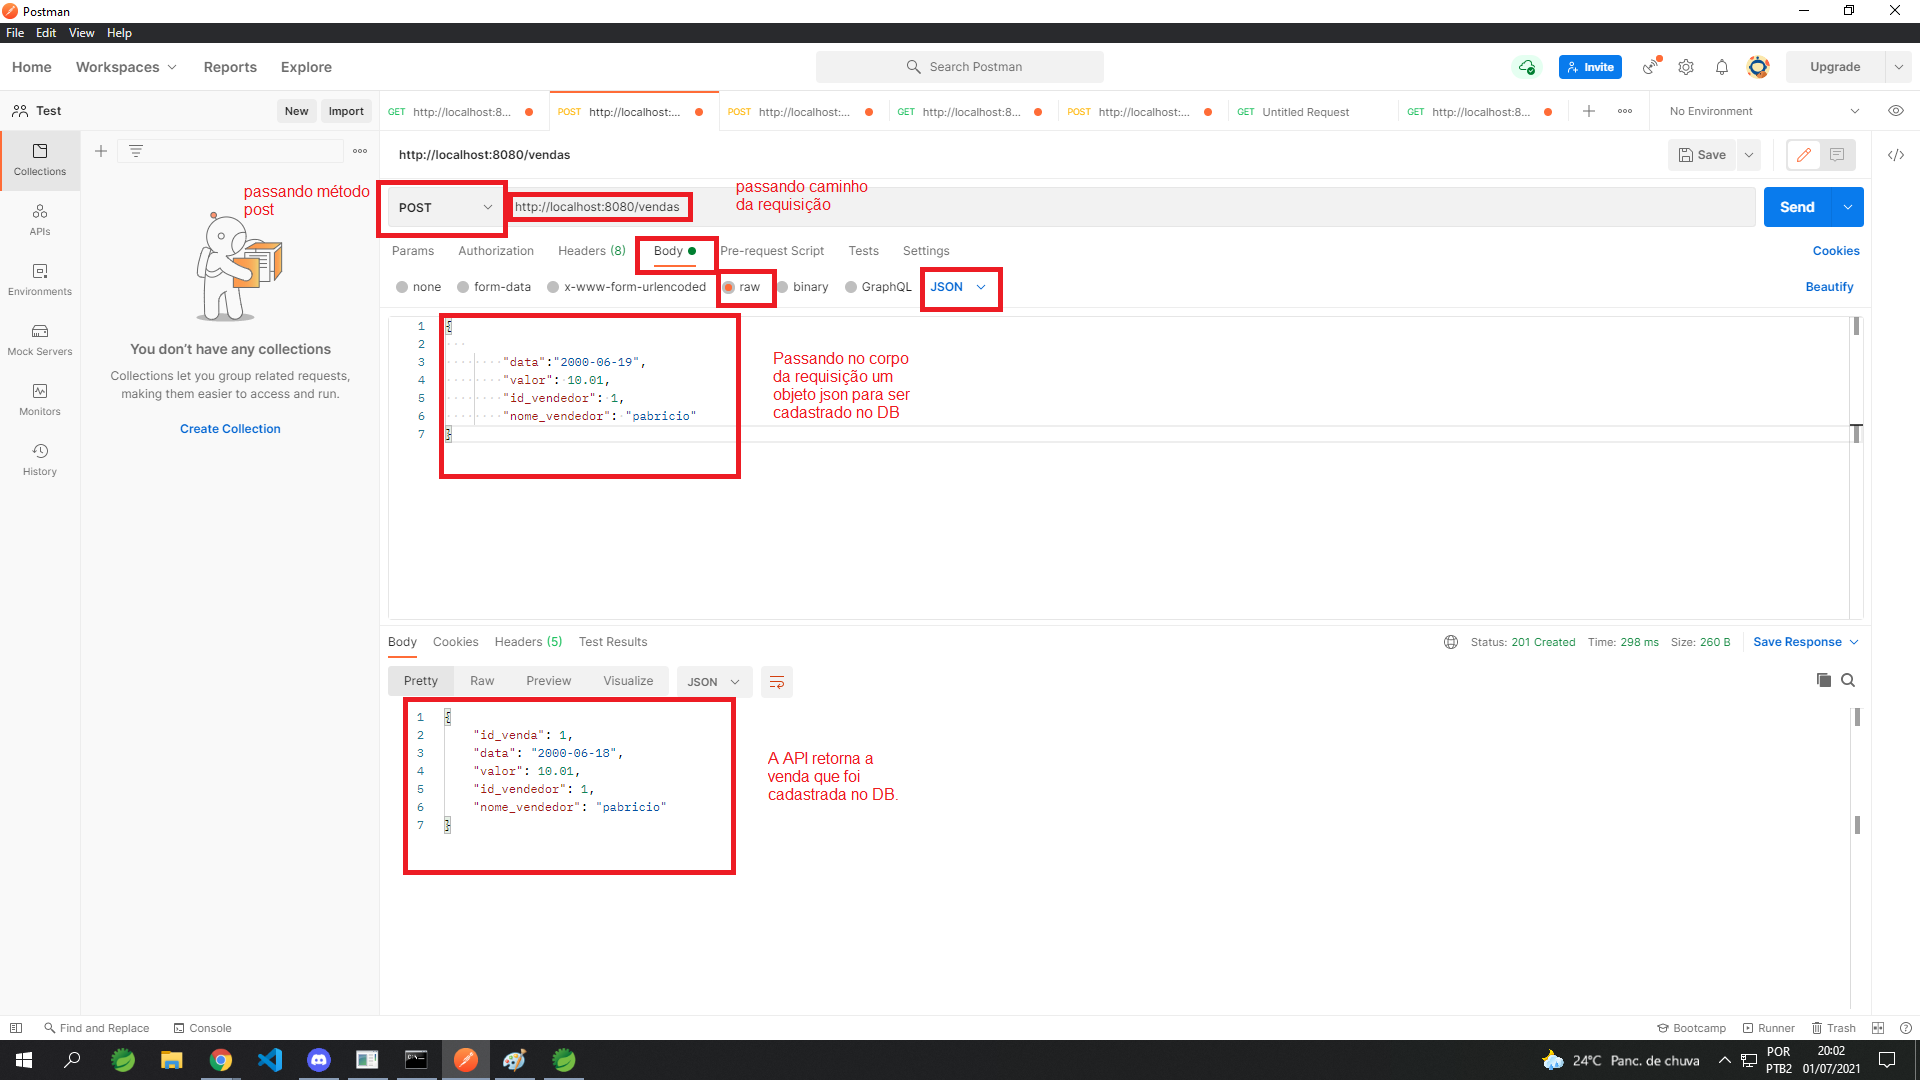 Postman
File Edit View Help
Home Workspaces Reports Explore
Search Postman
Invite
Upgrade
Test
New Import
GET http://localhost:8...
POST http://localhost:...
POST http://localhost:...
GET http://localhost:8...
POST http://localhost:...
GET Untitled Request
GET http://localhost:8...
No Environment
Collections
APIs
Environments
Mock Servers
Monitors
History
You don't have any collections
Collections let you group related requests,
making them easier to access and run.
Create Collection
http://localhost:8080/vendas
Save
passando método
post
POST
http://localhost:8080/vendas
passando caminho
da requisição
Send
Params Authorization Headers (8) Body Pre-request Script Tests Settings
Cookies
none form-data x-www-form-urlencoded raw binary GraphQL JSON
Beautify
1 {
2
3 "data":"2000-06-19",
4 "valor": 10.01,
5 "id_vendedor": 1,
6 "nome_vendedor": "pabricio"
7 }
Passando no corpo
da requisição um
objeto json para ser
cadastrado no DB
Body Cookies Headers (5) Test Results
Status: 201 Created Time: 298 ms Size: 260 B Save Response
Pretty Raw Preview Visualize JSON
1 {
2 "id_venda": 1,
3 "data": "2000-06-18",
4 "valor": 10.01,
5 "id_vendedor": 1,
6 "nome_vendedor": "pabricio"
7 }
A API retorna a
venda que foi
cadastrada no DB.
Find and Replace Console
Bootcamp Runner Trash
24°C Panc. de chuva
POR
PTB2
20:02
01/07/2021